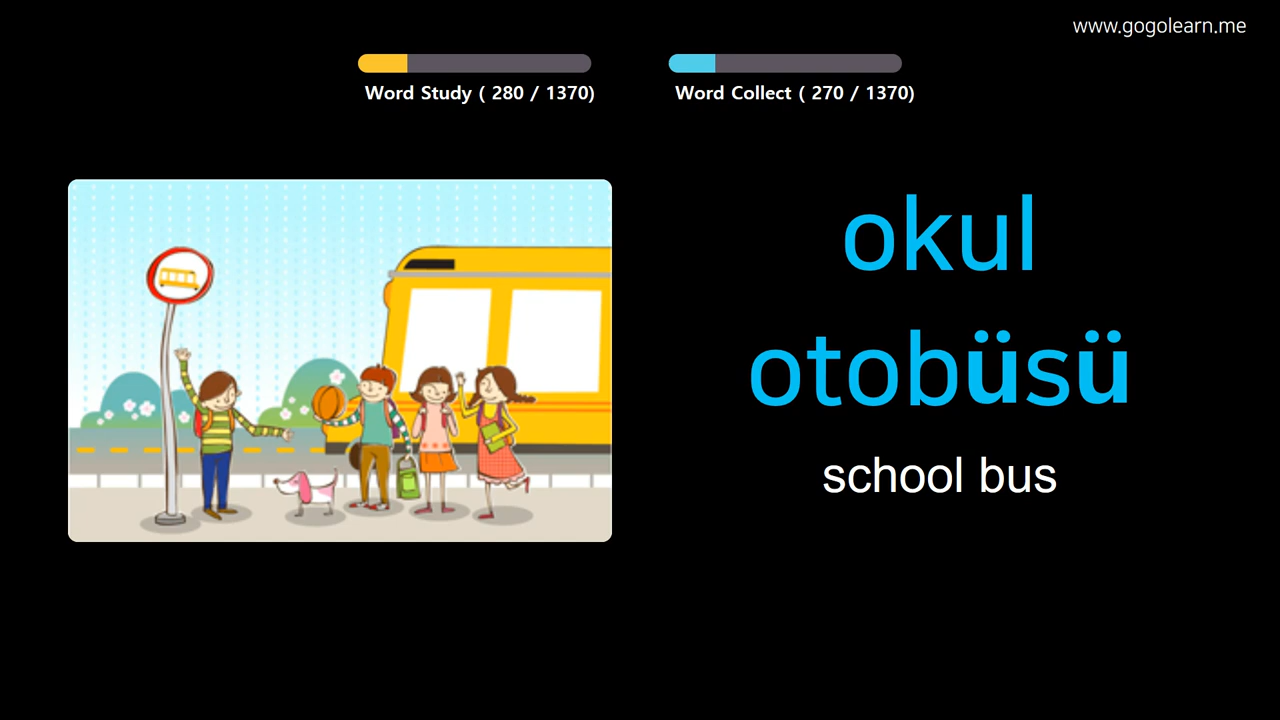 www.gogolearn.me
Word Study ( 280 / 1370)
Word Collect ( 270 / 1370)
okul
otobüsü
school bus